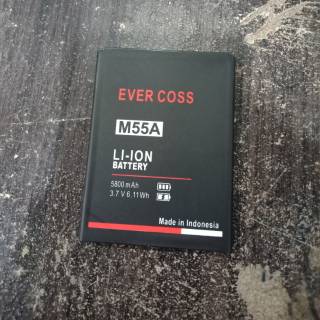 EVER COSS
M55A
LI-ION
BATTERY
5800 mAh
3.7 V 6.11Wh
Made in Indonesia